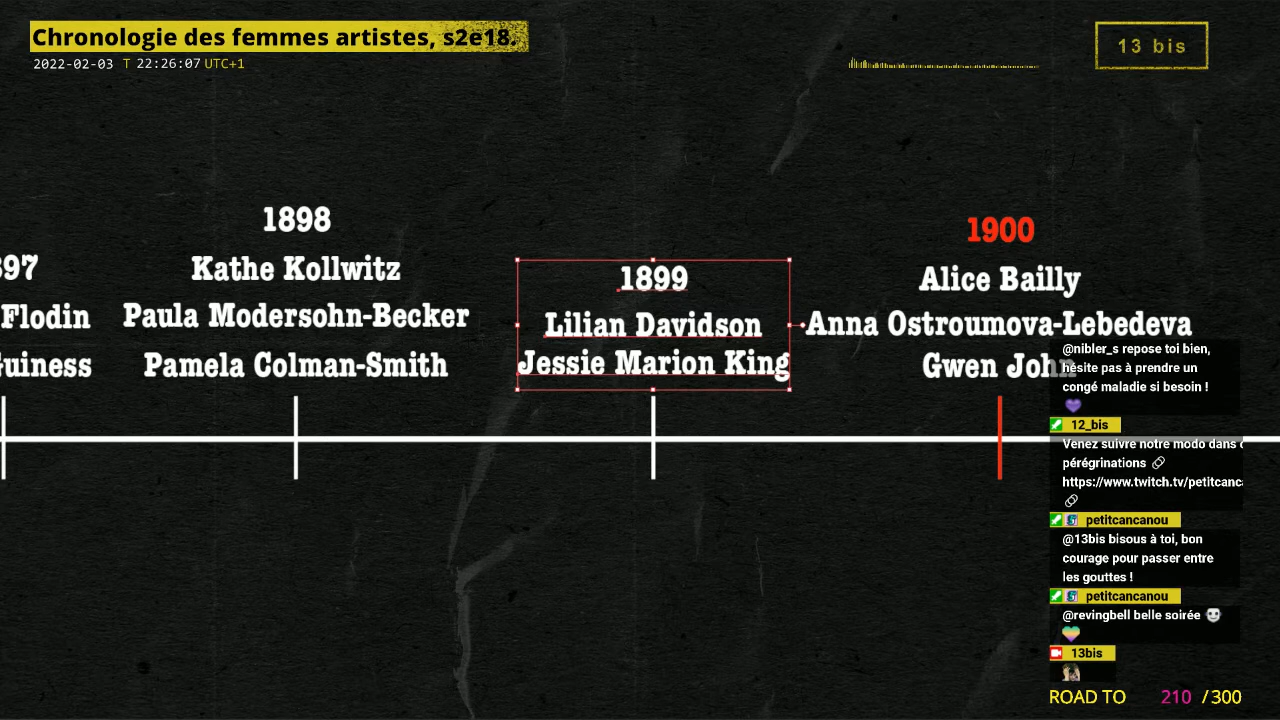 Chronologie des femmes artistes, s2e18.
2022-02-03 T 22:26:07 UTC+1
13 bis
97
Flodin
1898
Kathe Kollwitz
Paula Modersohn-Becker
Pamela Colman-Smith
1899
Lilian Davidson
Jessie Marion King
1900
Alice Bailly
Anna Ostroumova-Lebedeva
Gwen John
@nibler_s repose toi bien,
hésite pas à prendre un
congé maladie si besoin !
12_bis
Venez suivre notre modo dans
pérégrinations
https://www.twitch.tv/petitcanc
petitcancanou
@13bis bisous à toi, bon
courage pour passer entre
les gouttes !
petitcancanou
@revingbell belle soirée
13bis
ROAD TO 210 /300